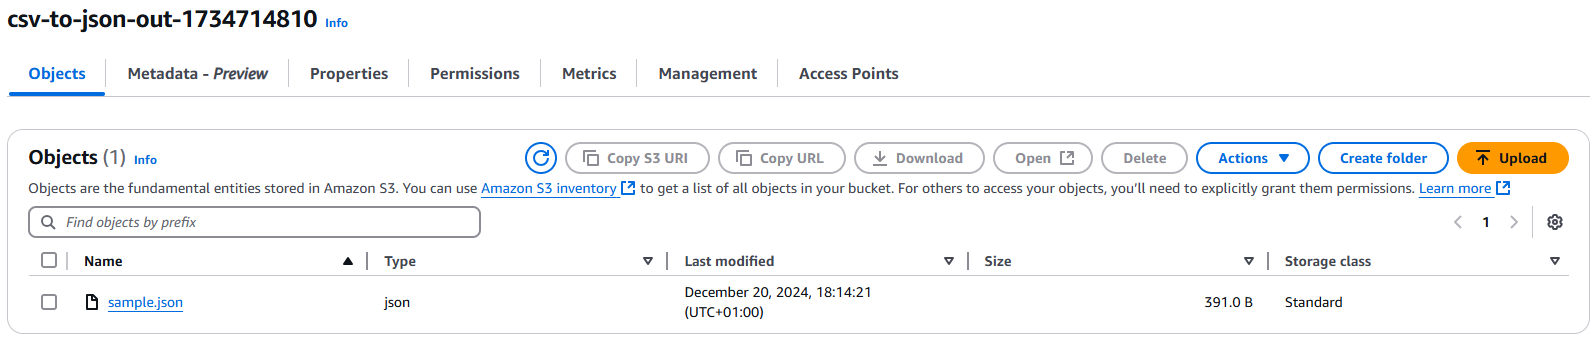 csv-to-json-out-1734714810 Info
Objects Metadata - Preview Properties Permissions Metrics Management Access Points
Objects (1) Info Copy S3 URI Copy URL Download Open Delete Actions Create folder Upload
Objects are the fundamental entities stored in Amazon S3. You can use Amazon S3 inventory to get a list of all objects in your bucket. For others to access your objects, you'll need to explicitly grant them permissions. Learn more
Find objects by prefix 1
Name Type Last modified Size Storage class
sample.json json December 20, 2024, 18:14:21 (UTC+01:00) 391.0 B Standard